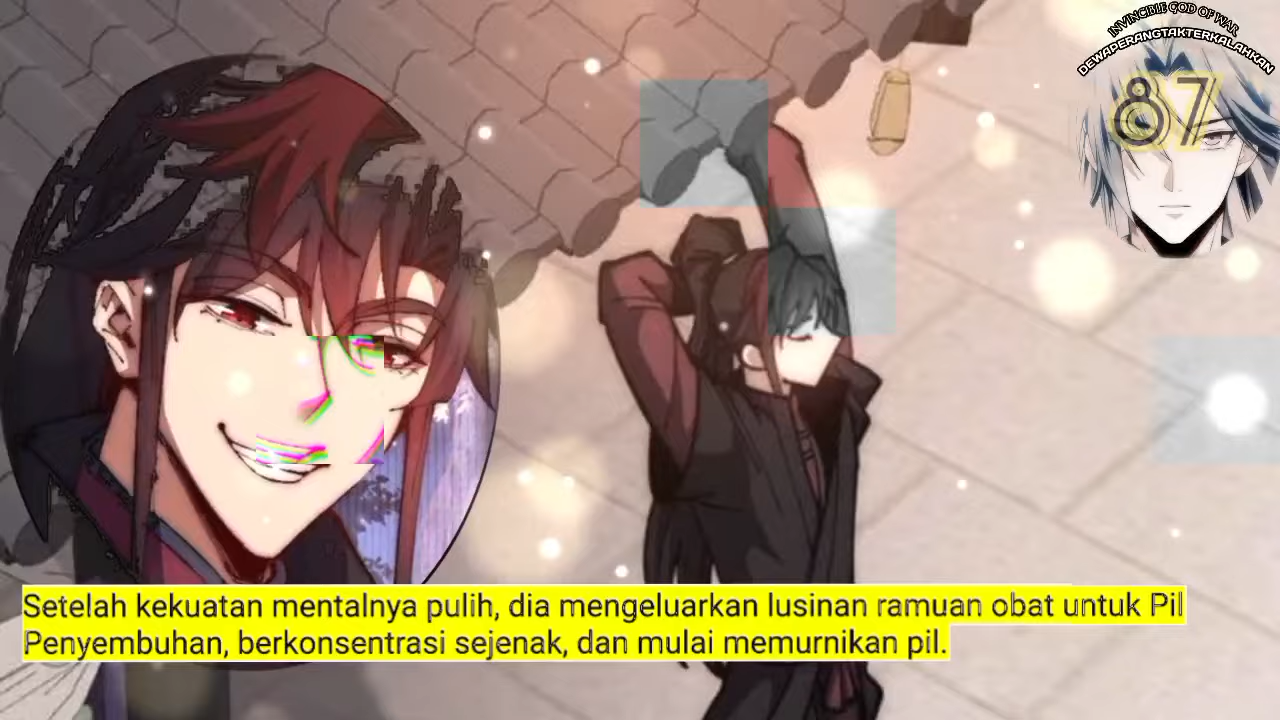 INVINCIBLE GOD OF WAR
DEWAPERANGTAKTERKALAHKAN
87
Setelah kekuatan mentalnya pulih, dia mengeluarkan lusinan ramuan obat untuk Pil
Penyembuhan, berkonsentrasi sejenak, dan mulai memurnikan pil.